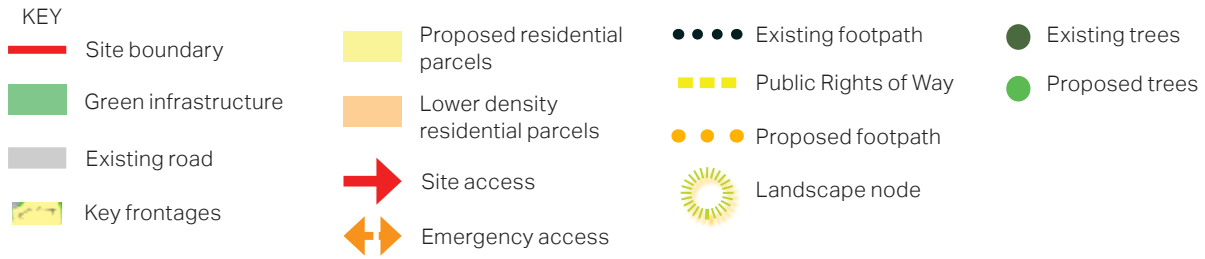 KEY
Site boundary
Green infrastructure
Existing road
Key frontages
Proposed residential
parcels
Lower density
residential parcels
Site access
Emergency access
Existing footpath
Public Rights of Way
Proposed footpath
Landscape node
Existing trees
Proposed trees